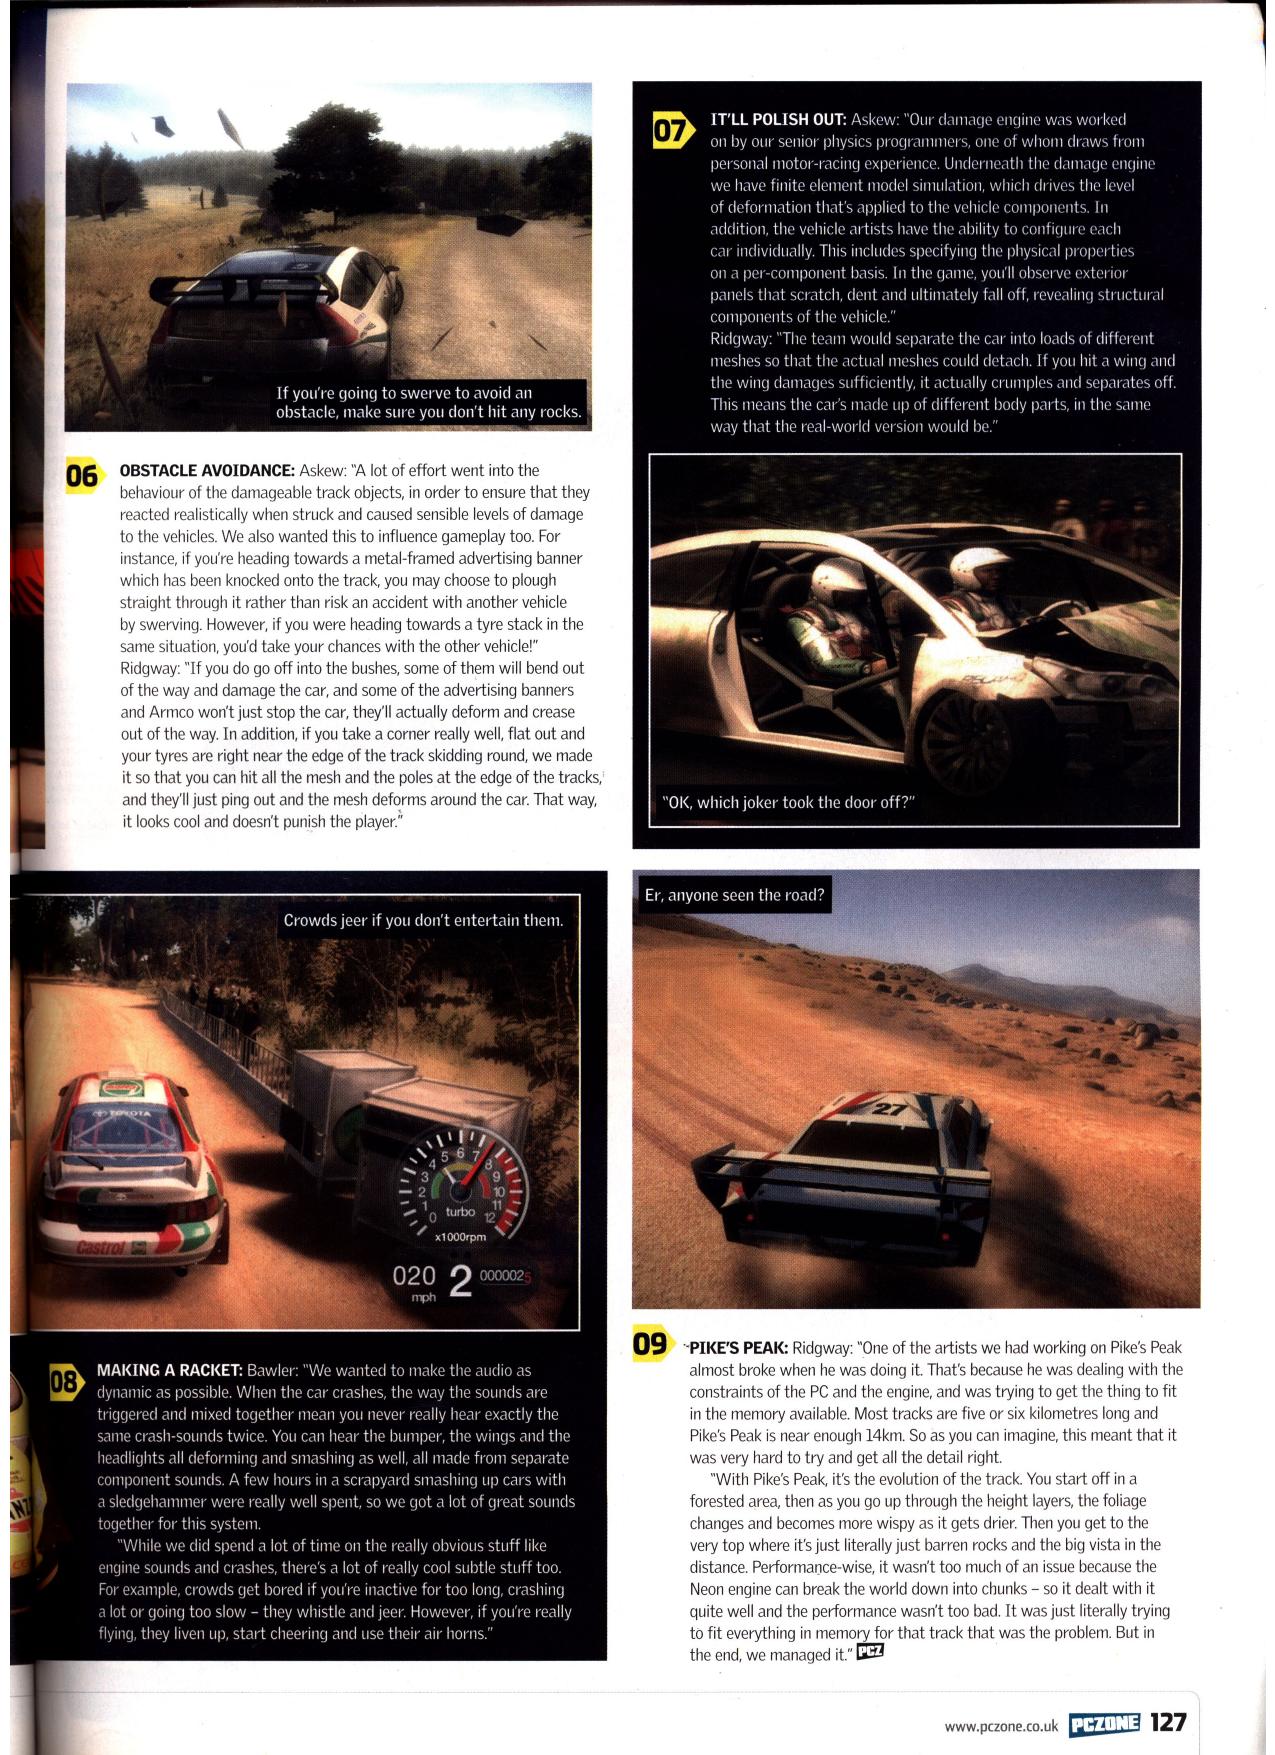 If you're going to swerve to avoid an
obstacle, make sure you don't hit any rocks.
06
OBSTACLE AVOIDANCE: Askew: "A lot of effort went into the
behaviour of the damageable track objects, in order to ensure that they
reacted realistically when struck and caused sensible levels of damage
to the vehicles. We also wanted this to influence gameplay too. For
instance, if you're heading towards a metal-framed advertising banner
which has been knocked onto the track, you may choose to plough
straight through it rather than risk an accident with another vehicle
by swerving. However, if you were heading towards a tyre stack in the
same situation, you'd take your chances with the other vehicle!"
Ridgway: "If you do go off into the bushes, some of them will bend out
of the way and damage the car, and some of the advertising banners
and Armco won't just stop the car, they'll actually deform and crease
out of the way. In addition, if you take a corner really well, flat out and
your tyres are right near the edge of the track skidding round, we made
it so that you can hit all the mesh and the poles at the edge of the tracks,
and they'll just ping out and the mesh deforms around the car. That way,
it looks cool and doesn't punish the player."
07
IT'LL POLISH OUT: Askew: "Our damage engine was worked
on by our senior physics programmers, one of whom draws from
personal motor-racing experience. Underneath the damage engine
we have finite element model simulation, which drives the level
of deformation that's applied to the vehicle components. In
addition, the vehicle artists have the ability to configure each
car individually. This includes specifying the physical properties
on a per-component basis. In the game, you'll observe exterior
panels that scratch, dent and ultimately fall off, revealing structural
components of the vehicle."
Ridgway: "The team would separate the car into loads of different
meshes so that the actual meshes could detach. If you hit a wing and
the wing damages sufficiently, it actually crumples and separates off.
This means the car's made up of different body parts, in the same
way that the real-world version would be."
"OK, which joker took the door off?"
Crowds jeer if you don't entertain them.
TOYOTA
Castrol
0 1 2 3 4 5 6 7 8 9 10 11 12
turbo
x1000rpm
020 2 0000025
mph
08
MAKING A RACKET: Bawler: "We wanted to make the audio as
dynamic as possible. When the car crashes, the way the sounds are
triggered and mixed together mean you never really hear exactly the
same crash-sounds twice. You can hear the bumper, the wings and the
headlights all deforming and smashing as well, all made from separate
component sounds. A few hours in a scrapyard smashing up cars with
a sledgehammer were really well spent, so we got a lot of great sounds
together for this system.
"While we did spend a lot of time on the really obvious stuff like
engine sounds and crashes, there's a lot of really cool subtle stuff too.
For example, crowds get bored if you're inactive for too long, crashing
a lot or going too slow – they whistle and jeer. However, if you're really
flying, they liven up, start cheering and use their air horns."
Er, anyone seen the road?
27
09
PIKE'S PEAK: Ridgway: "One of the artists we had working on Pike's Peak
almost broke when he was doing it. That's because he was dealing with the
constraints of the PC and the engine, and was trying to get the thing to fit
in the memory available. Most tracks are five or six kilometres long and
Pike's Peak is near enough 14km. So as you can imagine, this meant that it
was very hard to try and get all the detail right.
"With Pike's Peak, it's the evolution of the track. You start off in a
forested area, then as you go up through the height layers, the foliage
changes and becomes more wispy as it gets drier. Then you get to the
very top where it's just literally just barren rocks and the big vista in the
distance. Performance-wise, it wasn't too much of an issue because the
Neon engine can break the world down into chunks – so it dealt with it
quite well and the performance wasn't too bad. It was just literally trying
to fit everything in memory for that track that was the problem. But in
the end, we managed it." PCZ
www.pczone.co.uk PCZONE 127